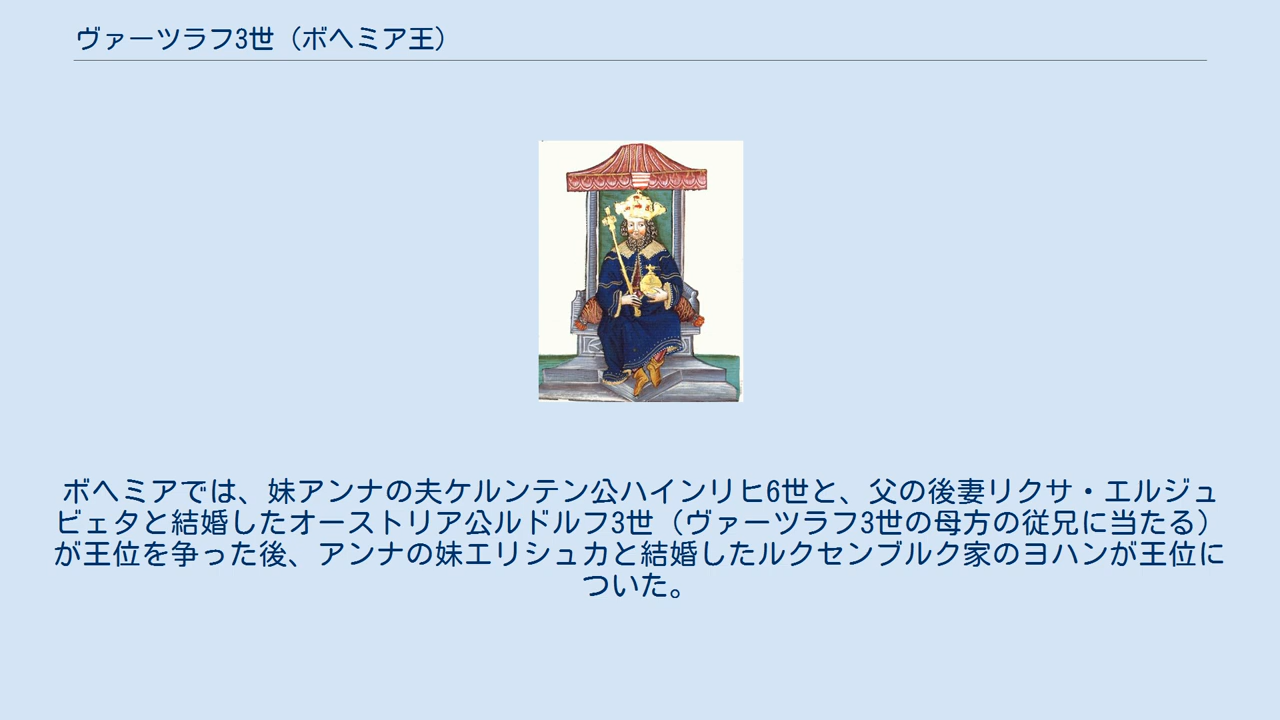 ヴァーツラフ3世（ボヘミア王）
ボヘミアでは、妹アンナの夫ケルンテン公ハインリヒ6世と、父の後妻リクサ・エルジュ
ビェタと結婚したオーストリア公ルドルフ3世（ヴァーツラフ3世の母方の従兄に当たる）
が王位を争った後、アンナの妹エリシュカと結婚したルクセンブルク家のヨハンが王位に
ついた。